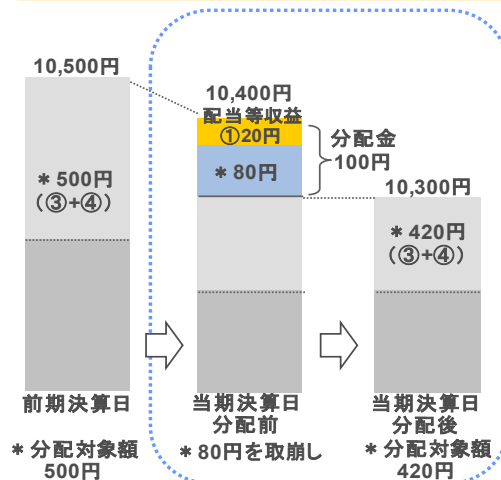 10,500円
＊500円
（③+④）
前期決算日
＊分配対象額
500円
10,400円
配当等収益
①20円
＊80円
分配金
100円
当期決算日
分配前
＊80円を取崩し
10,300円
＊420円
（③+④）
当期決算日
分配後
＊分配対象額
420円